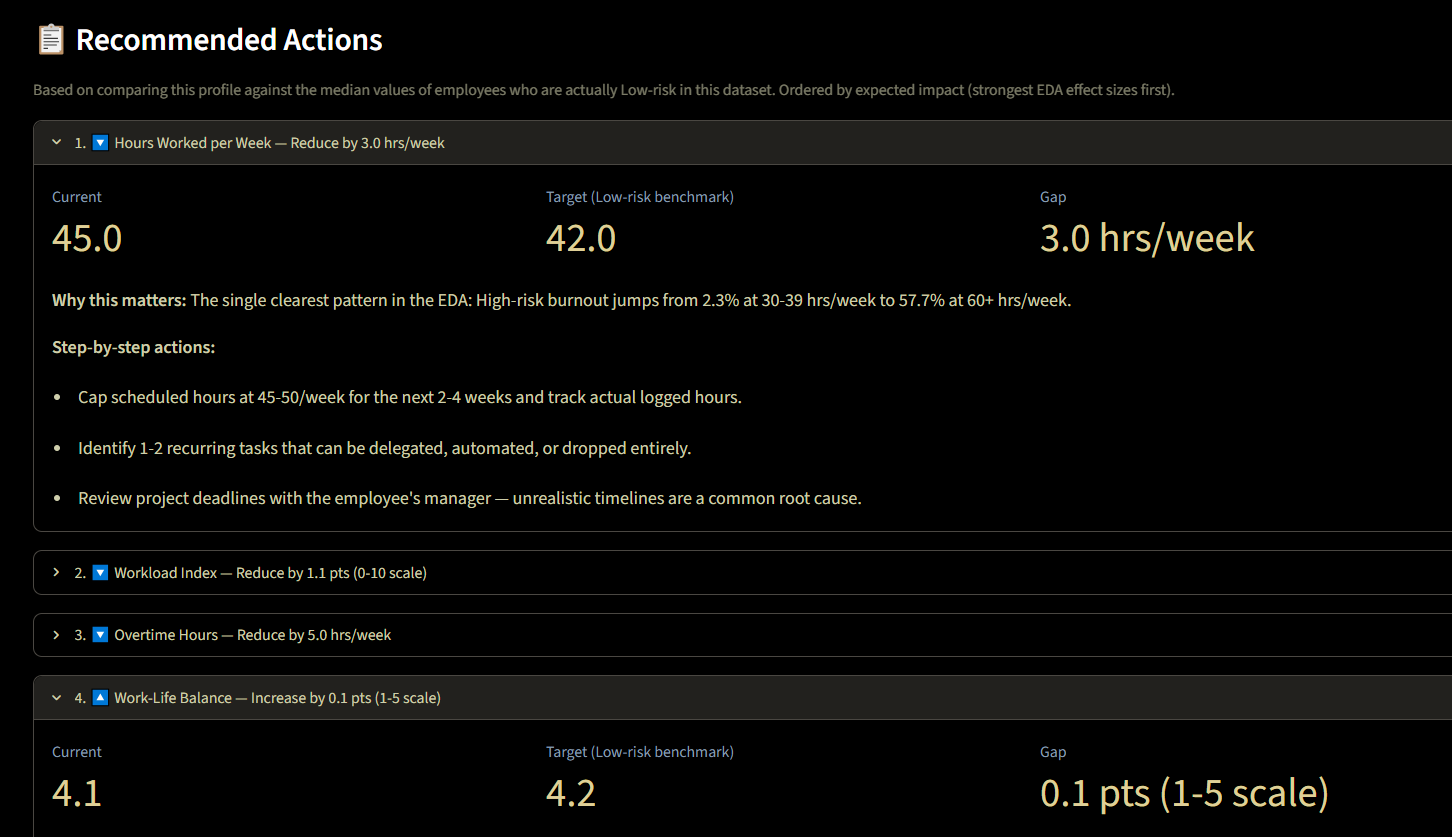 📋 Recommended Actions
Based on comparing this profile against the median values of employees who are actually Low-risk in this dataset. Ordered by expected impact (strongest EDA effect sizes first).
1. 🔽 Hours Worked per Week — Reduce by 3.0 hrs/week
Current Target (Low-risk benchmark) Gap
45.0 42.0 3.0 hrs/week
Why this matters: The single clearest pattern in the EDA: High-risk burnout jumps from 2.3% at 30-39 hrs/week to 57.7% at 60+ hrs/week.
Step-by-step actions:
• Cap scheduled hours at 45-50/week for the next 2-4 weeks and track actual logged hours.
• Identify 1-2 recurring tasks that can be delegated, automated, or dropped entirely.
• Review project deadlines with the employee's manager — unrealistic timelines are a common root cause.
2. 🔽 Workload Index — Reduce by 1.1 pts (0-10 scale)
3. 🔽 Overtime Hours — Reduce by 5.0 hrs/week
4. 🔼 Work-Life Balance — Increase by 0.1 pts (1-5 scale)
Current Target (Low-risk benchmark) Gap
4.1 4.2 0.1 pts (1-5 scale)